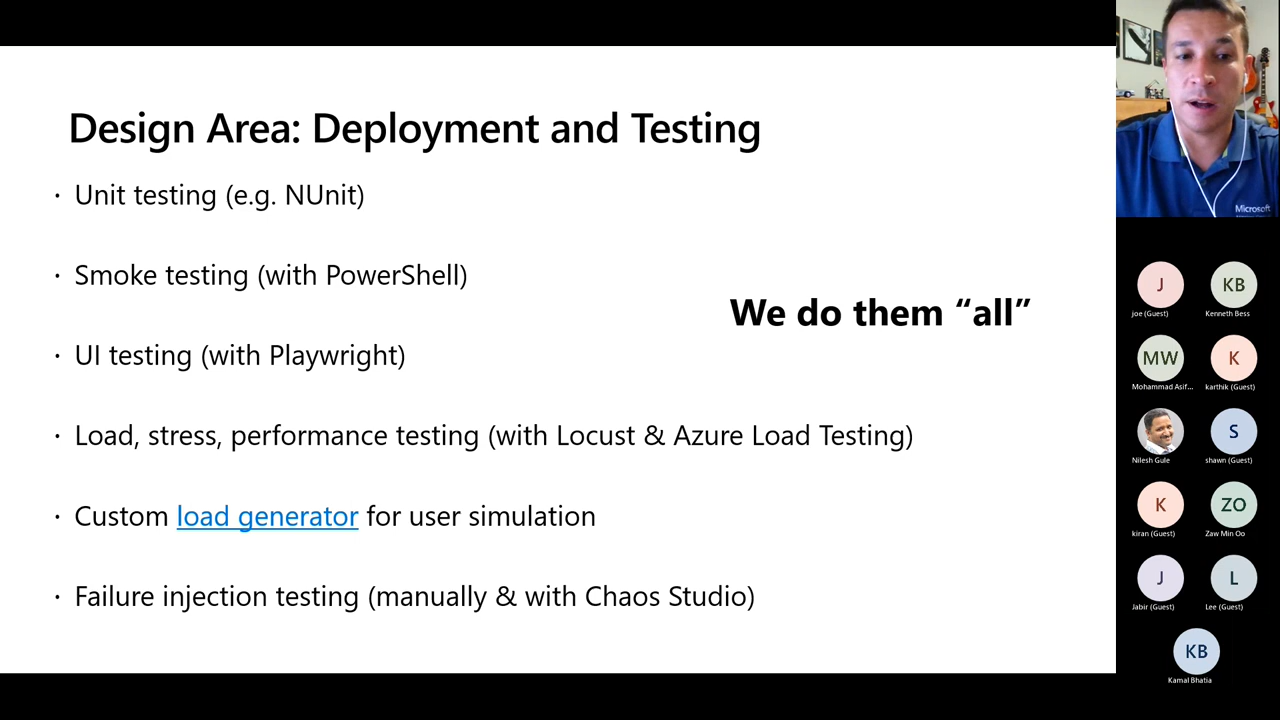 Design Area: Deployment and Testing
· Unit testing (e.g. NUnit)
· Smoke testing (with PowerShell)
We do them “all”
· UI testing (with Playwright)
· Load, stress, performance testing (with Locust & Azure Load Testing)
· Custom load generator for user simulation
· Failure injection testing (manually & with Chaos Studio)
Microsoft
J
joe (Guest)
KB
Kenneth Bess
MW
Mohammad Asif...
K
karthik (Guest)
Nilesh Gule
S
shawn (Guest)
K
kiran (Guest)
ZO
Zaw Min Oo
J
Jabir (Guest)
L
Lee (Guest)
KB
Kamal Bhatia